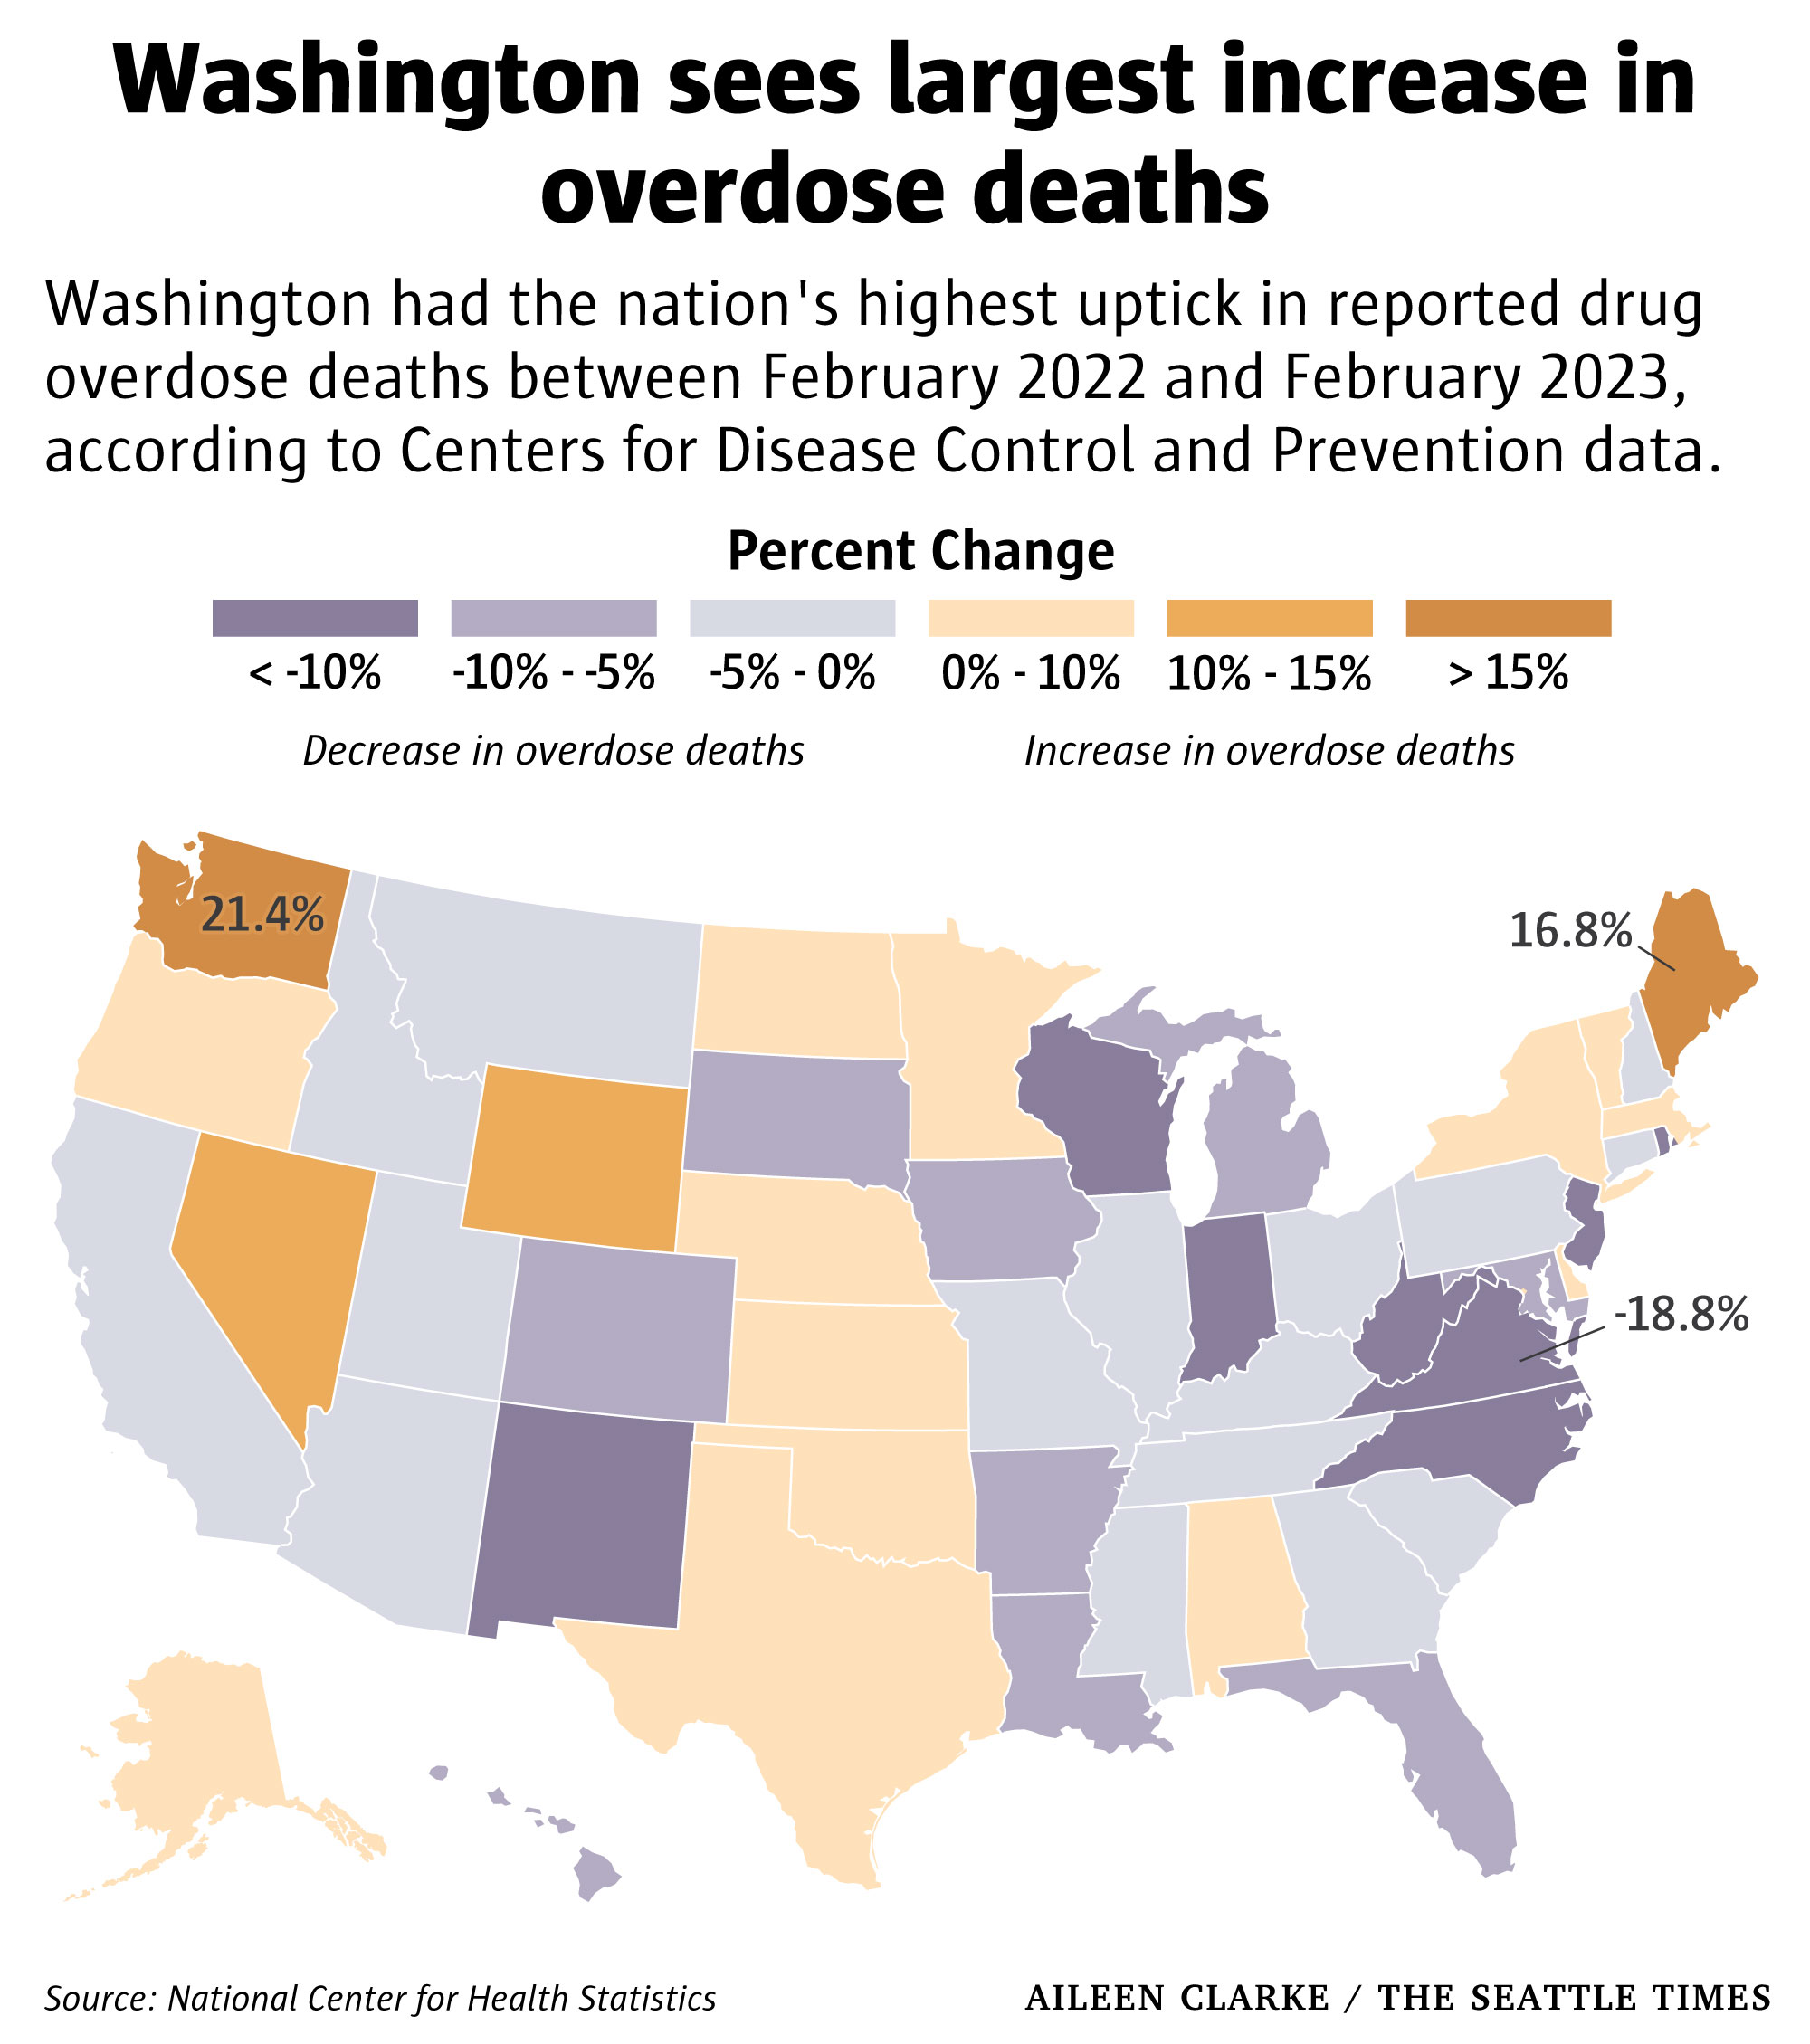 Washington sees largest increase in
overdose deaths
Washington had the nation's highest uptick in reported drug
overdose deaths between February 2022 and February 2023,
according to Centers for Disease Control and Prevention data.
Percent Change
< -10% -10% - -5% -5% - 0% 0% - 10% 10% - 15% > 15%
Decrease in overdose deaths Increase in overdose deaths
21.4%
16.8%
-18.8%
Source: National Center for Health Statistics
AILEEN CLARKE / THE SEATTLE TIMES